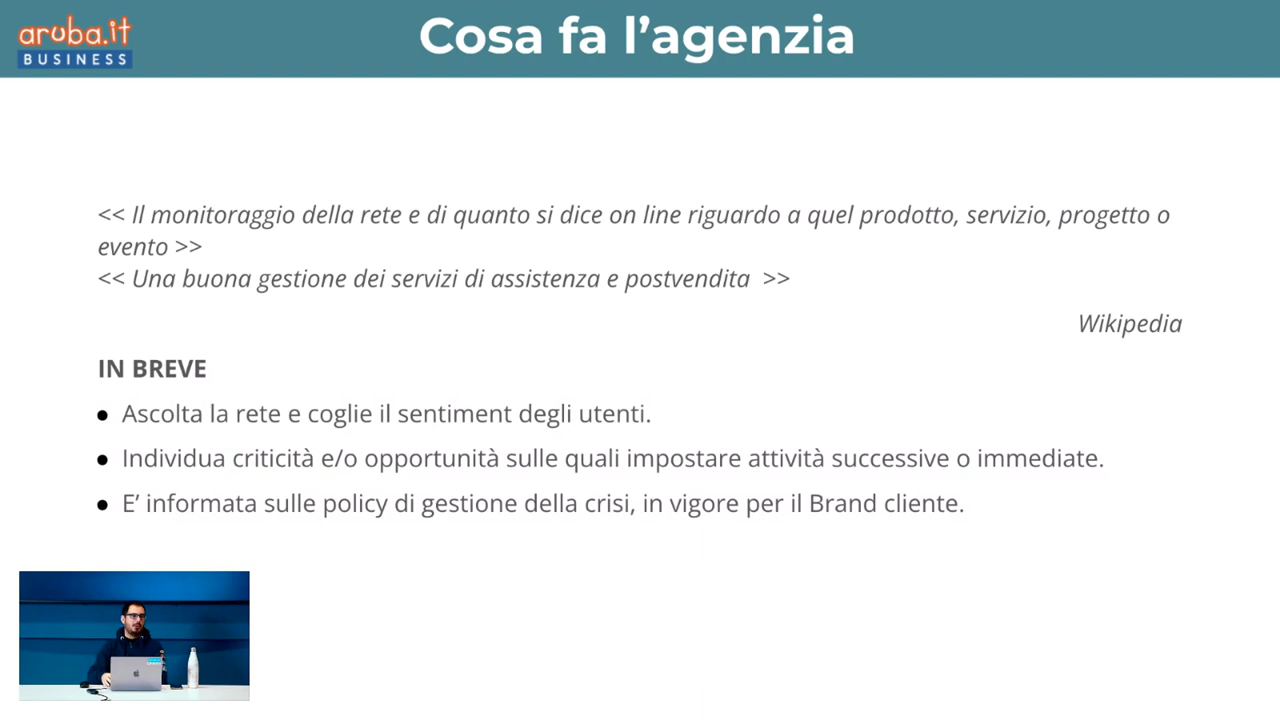 aruba.it
BUSINESS
Cosa fa l’agenzia
<< Il monitoraggio della rete e di quanto si dice on line riguardo a quel prodotto, servizio, progetto o
evento >>
<< Una buona gestione dei servizi di assistenza e postvendita  >>
Wikipedia
IN BREVE
● Ascolta la rete e coglie il sentiment degli utenti.
● Individua criticità e/o opportunità sulle quali impostare attività successive o immediate.
● E’ informata sulle policy di gestione della crisi, in vigore per il Brand cliente.